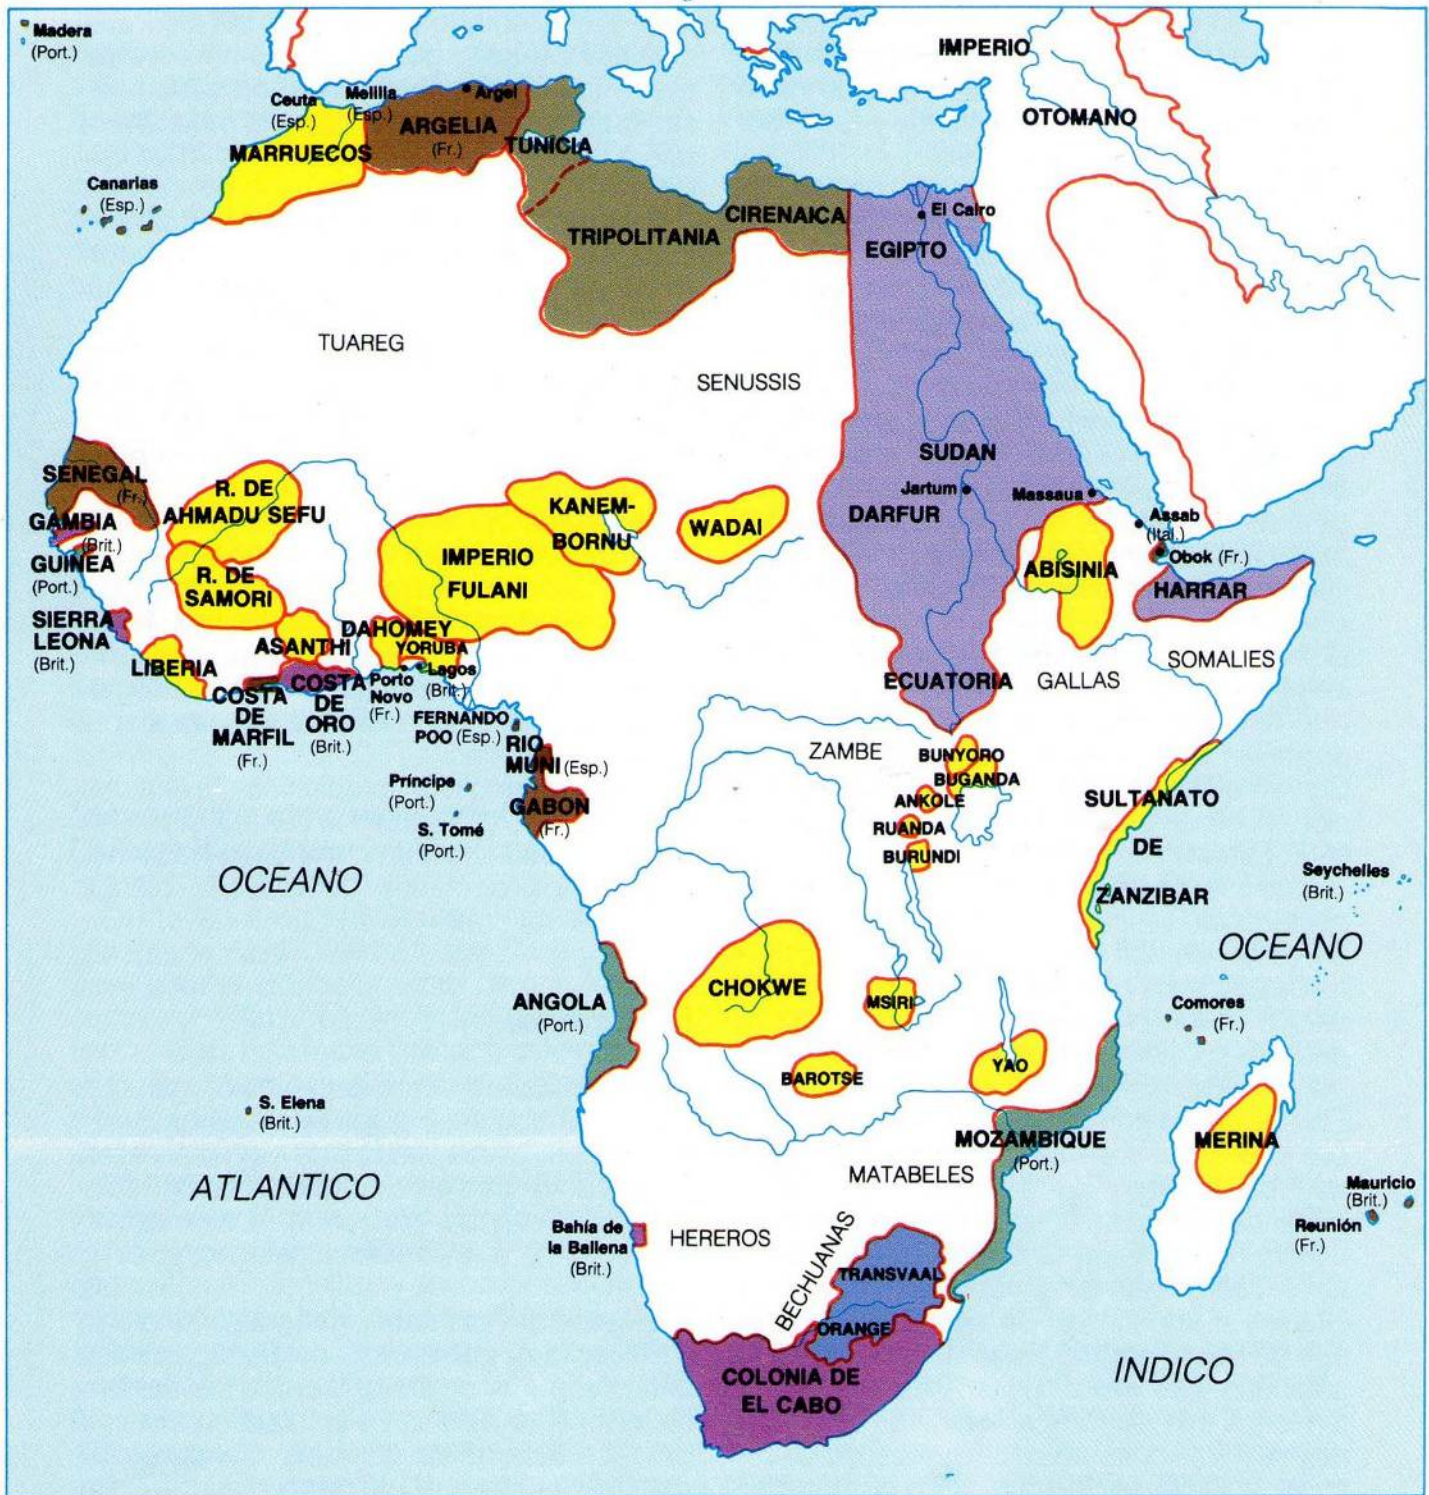 Madera
(Port.)
IMPERIO
OTOMANO
Ceuta
(Esp.)
Melilla
(Esp.)
Argel
ARGELIA
(Fr.)
MARRUECOS
TUNICIA
Canarias
(Esp.)
TRIPOLITANIA
CIRENAICA
El Cairo
EGIPTO
TUAREG
SENUSSIS
SENEGAL
(Fr.)
GAMBIA
(Brit.)
GUINEA
(Port.)
SIERRA
LEONA
(Brit.)
R. DE
AHMADU SEFU
R. DE
SAMORI
LIBERIA
ASANTHI
COSTA
DE
MARFIL
(Fr.)
COSTA
DE
ORO
(Brit.)
DAHOMEY
YORUBA
Porto
Novo
(Fr.)
Lagos
(Brit.)
IMPERIO
FULANI
KANEM-
BORNU
WADAI
SUDAN
Jartum
DARFUR
Massaua
Assab
(Ital.)
Obok (Fr.)
ABISINIA
HARRAR
SOMALIES
GALLAS
ECUATORIA
FERNANDO
POO (Esp.)
RIO
MUNI (Esp.)
Príncipe
(Port.)
S. Tomé
(Port.)
GABON
(Fr.)
ZAMBE
BUNYORO
BUGANDA
ANKOLE
RUANDA
BURUNDI
SULTANATO
DE
ZANZIBAR
Seychelles
(Brit.)
OCEANO
OCEANO
ANGOLA
(Port.)
CHOKWE
MSIRI
Comores
(Fr.)
BAROTSE
YAO
S. Elena
(Brit.)
MOZAMBIQUE
(Port.)
MERINA
ATLANTICO
MATABELES
Mauricio
(Brit.)
Reunión
(Fr.)
Bahía de
la Ballena
(Brit.)
HEREROS
BECHUANAS
TRANSVAAL
ORANGE
COLONIA DE
EL CABO
INDICO